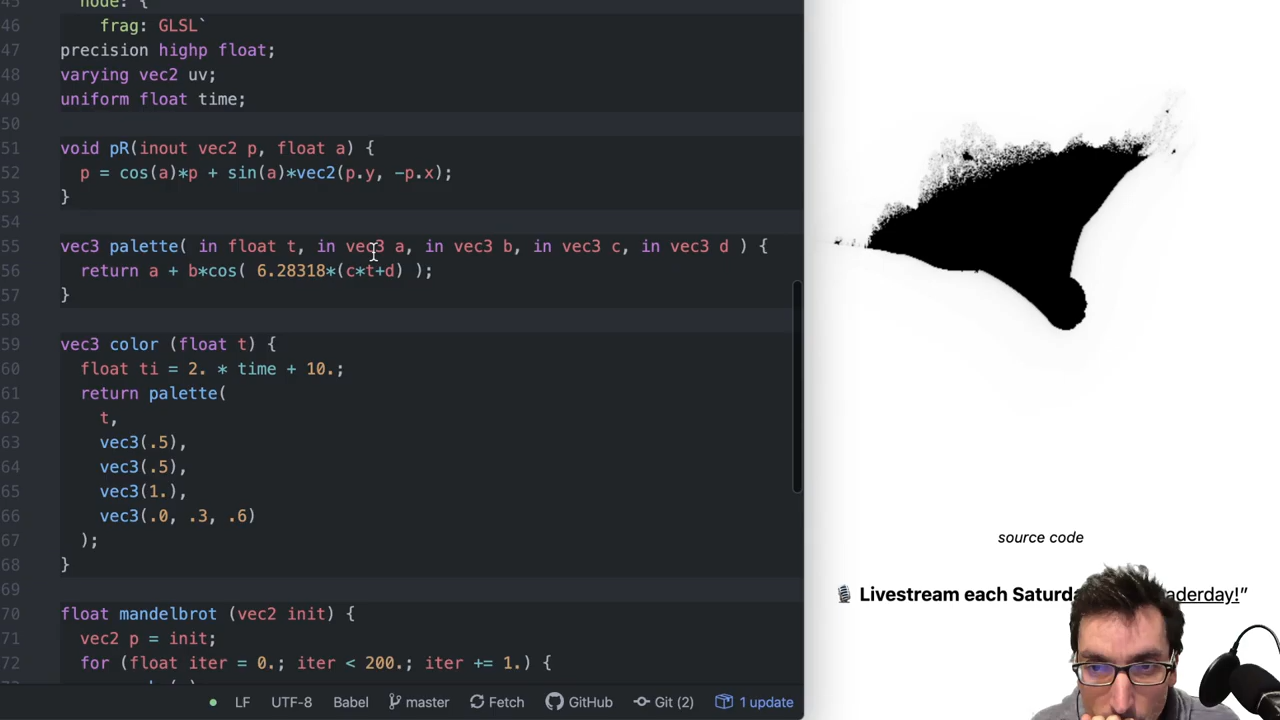 45 node: {
46 frag: GLSL`
47 precision highp float;
48 varying vec2 uv;
49 uniform float time;
50
51 void pR(inout vec2 p, float a) {
52 p = cos(a)*p + sin(a)*vec2(p.y, -p.x);
53 }
54
55 vec3 palette( in float t, in vec3 a, in vec3 b, in vec3 c, in vec3 d ) {
56 return a + b*cos( 6.28318*(c*t+d) );
57 }
58
59 vec3 color (float t) {
60 float ti = 2. * time + 10.;
61 return palette(
62 t,
63 vec3(.5),
64 vec3(.5),
65 vec3(1.),
66 vec3(.0, .3, .6)
67 );
68 }
69
70 float mandelbrot (vec2 init) {
71 vec2 p = init;
72 for (float iter = 0.; iter < 200.; iter += 1.) {
LF UTF-8 Babel master Fetch GitHub Git (2) 1 update
source code
Livestream each Saturda aderday!”